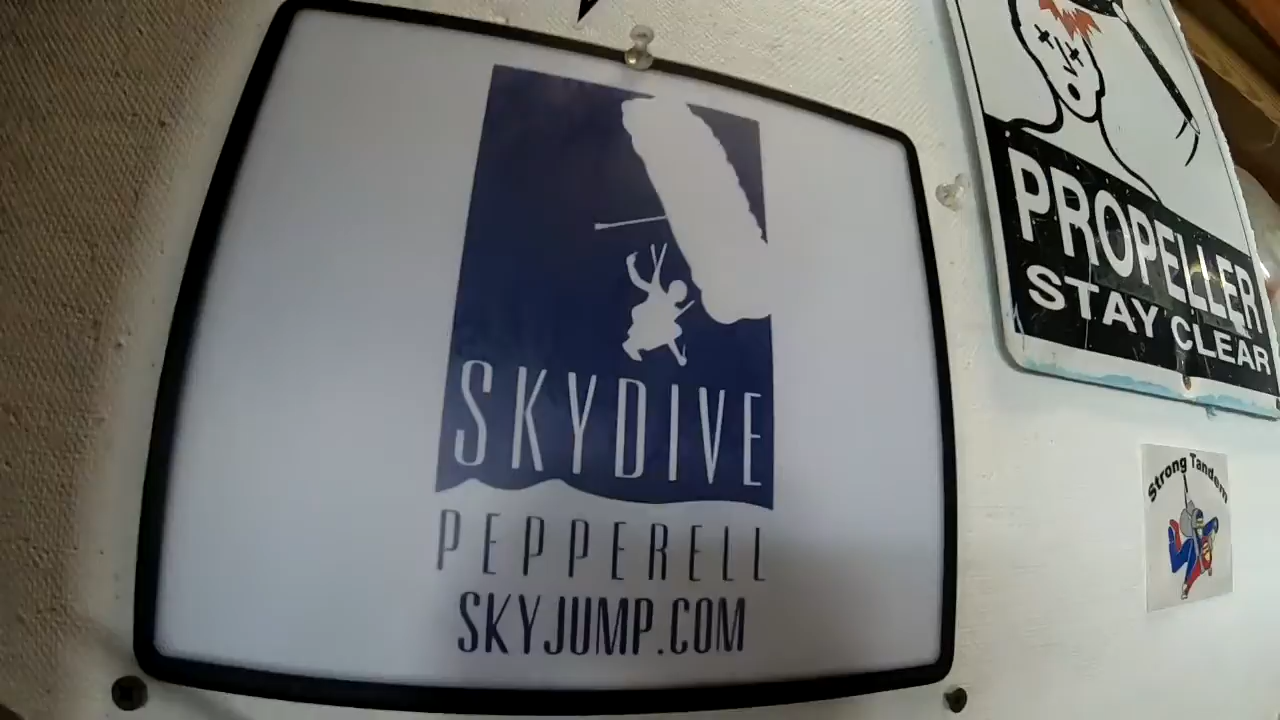 SKYDIVE
PEPPERELL
SKYJUMP.COM
PROPELLER
STAY CLEAR
Strong Tandem